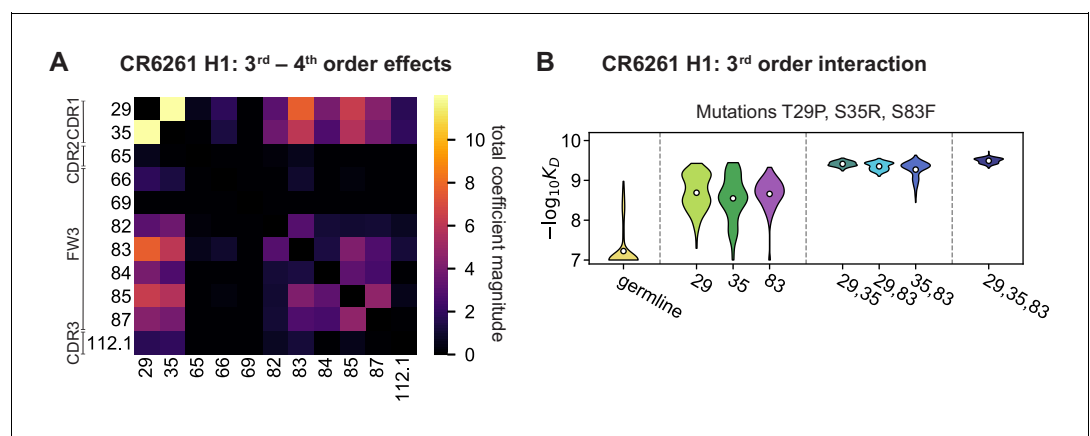 A CR6261 H1: 3rd – 4th order effects
CDR1
CDR2
FW3
CDR3
29
35
65
66
69
82
83
84
85
87
112.1
29 35 65 66 69 82 83 84 85 87 112.1
10
8
6
4
2
0
total coefficient magnitude
B CR6261 H1: 3rd order interaction
Mutations T29P, S35R, S83F
−log10KD
10
9
8
7
germline 29 35 83 29,35 29,83 35,83 29,35,83